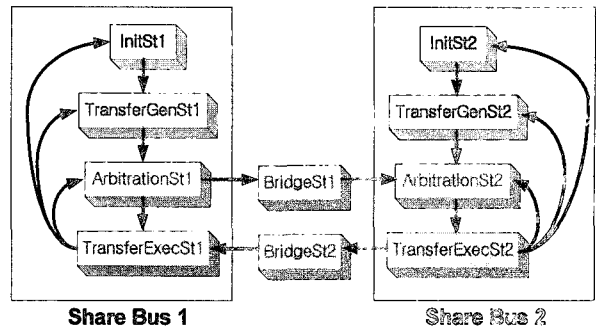 InitSt1
InitSt2
TransferGenSt1
TransferGenSt2
ArbitrationSt1
BridgeSt1
ArbitrationSt2
TransferExecSt1
BridgeSt2
TransferExecSt2
Share Bus 1
Share Bus 2